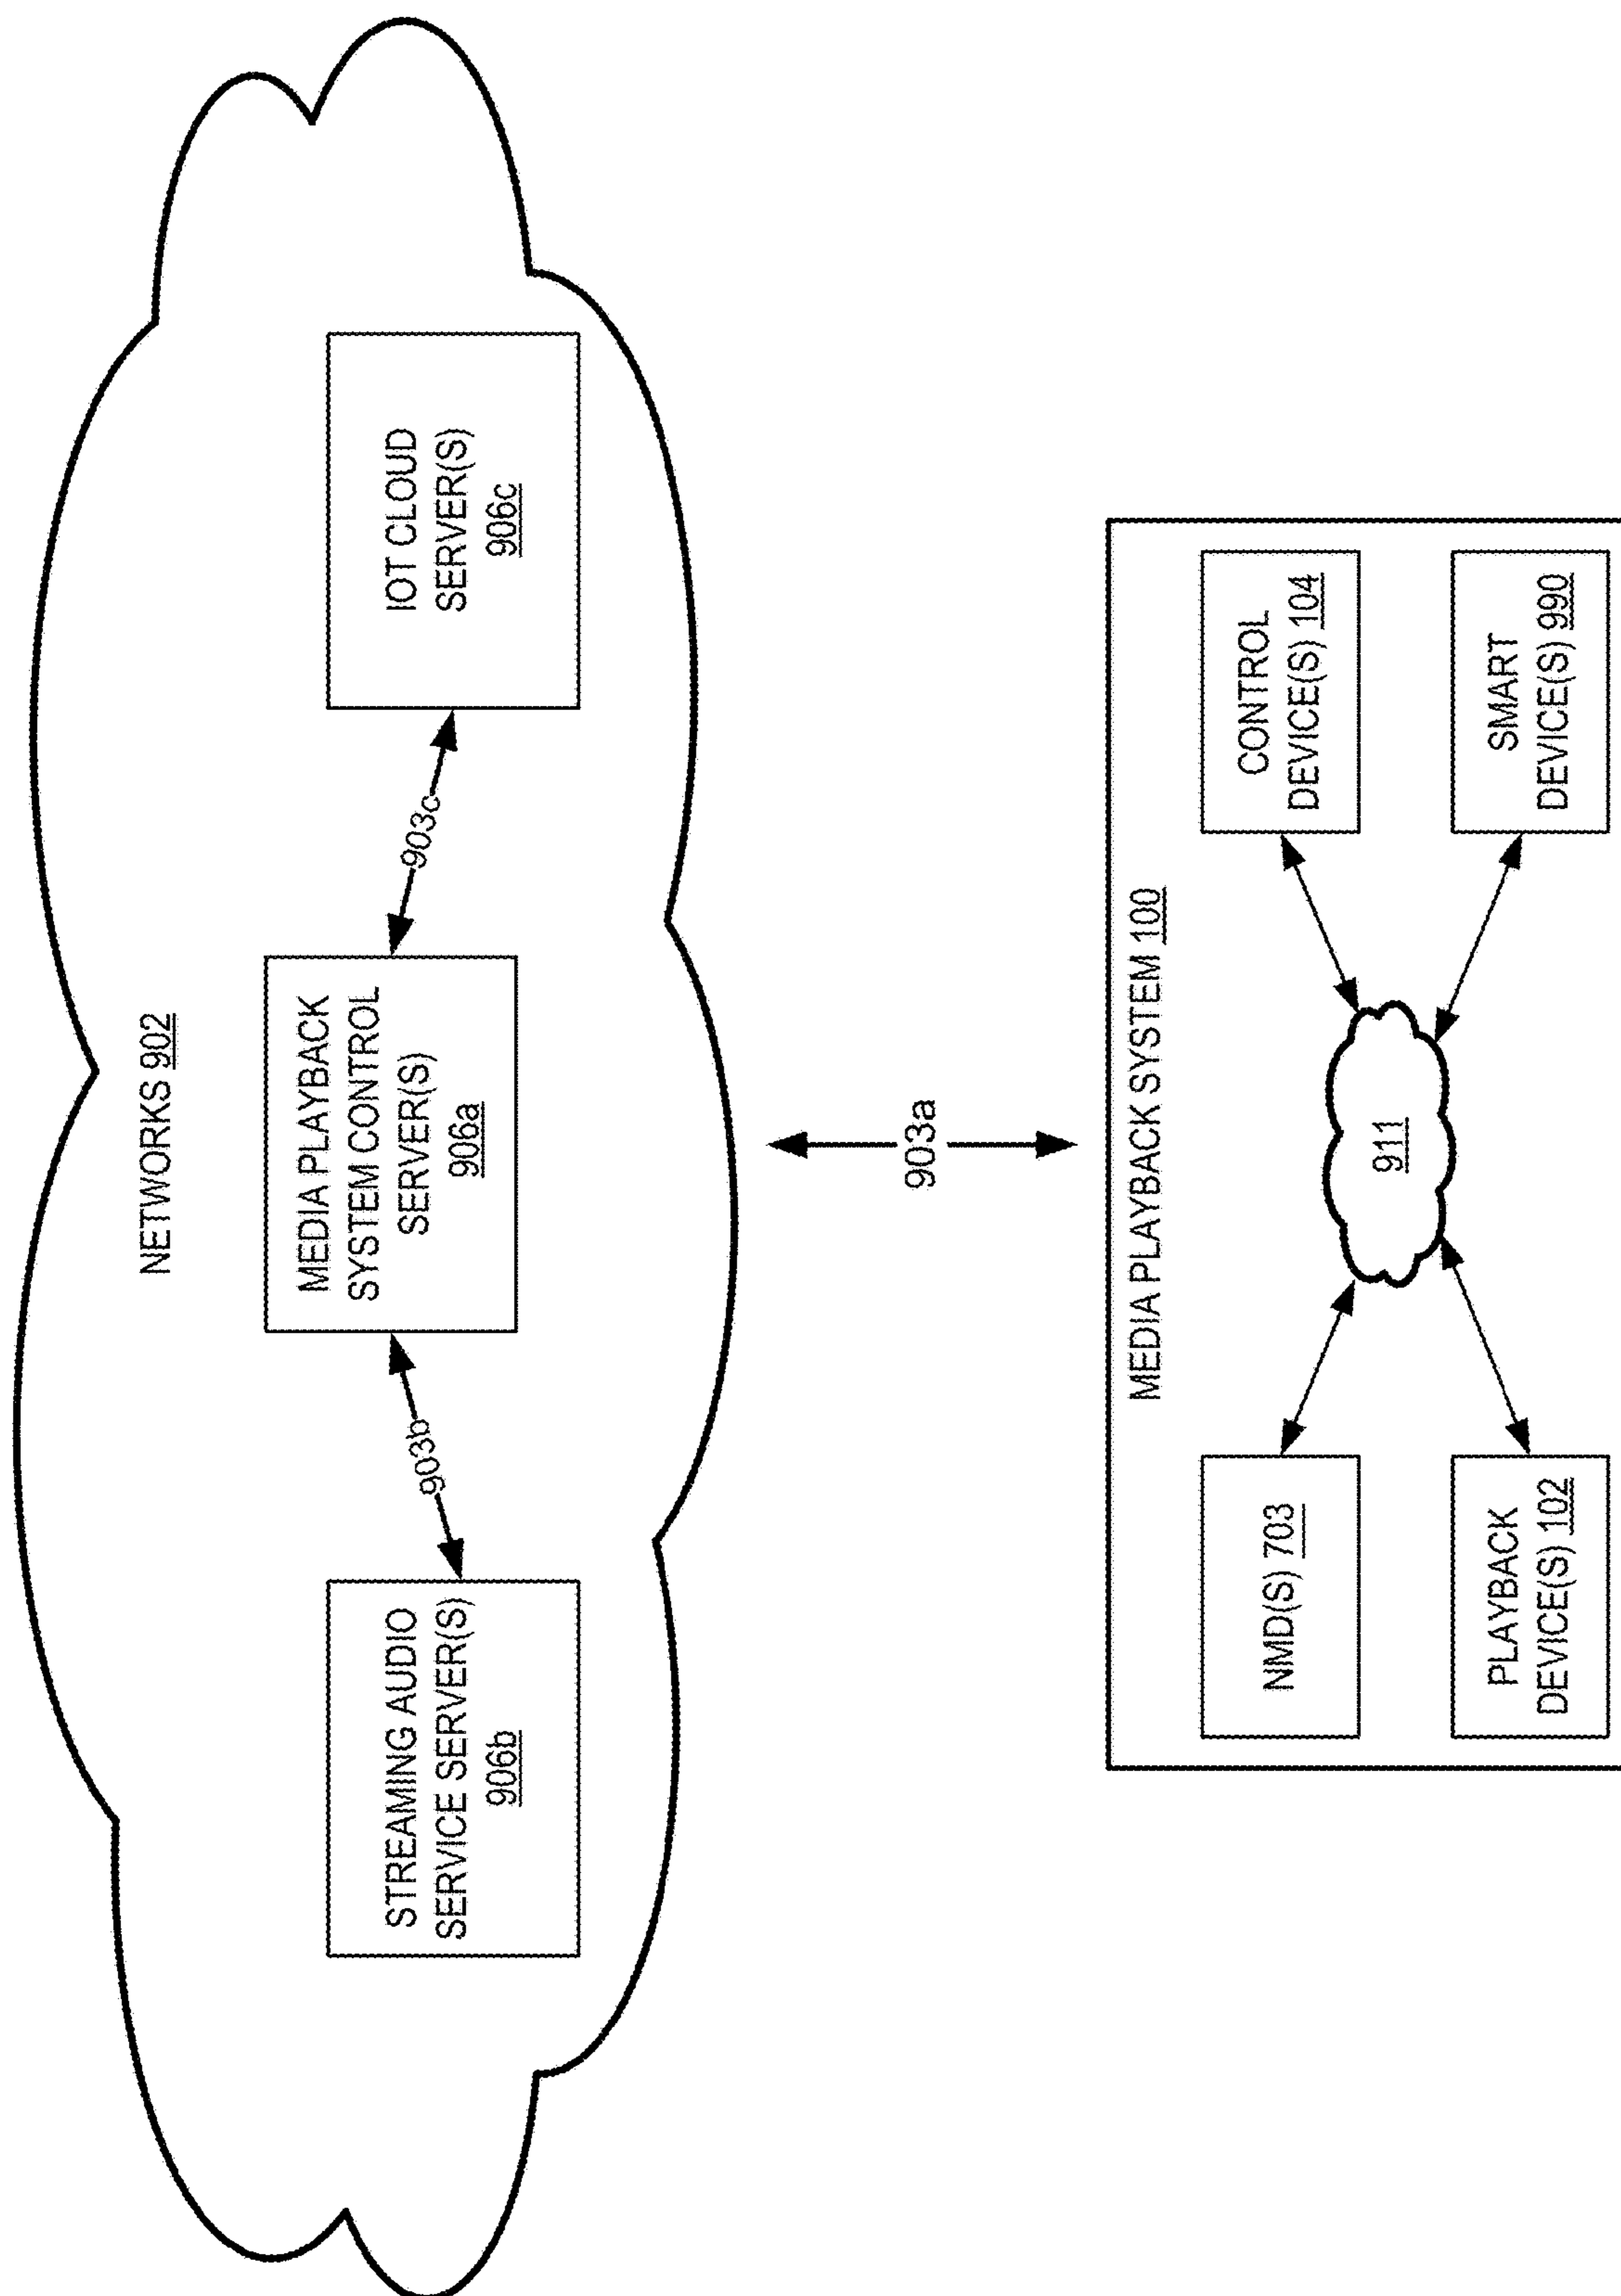 NETWORKS 902
MEDIA PLAYBACK
SYSTEM CONTROL
SERVER(S)
906a
STREAMING AUDIO
SERVICE SERVER(S)
906b
IOT CLOUD
SERVER(S)
906c
903b
903c
903a
MEDIA PLAYBACK SYSTEM 100
NMD(S) 703
CONTROL
DEVICE(S) 104
911
PLAYBACK
DEVICE(S) 102
SMART
DEVICE(S) 990